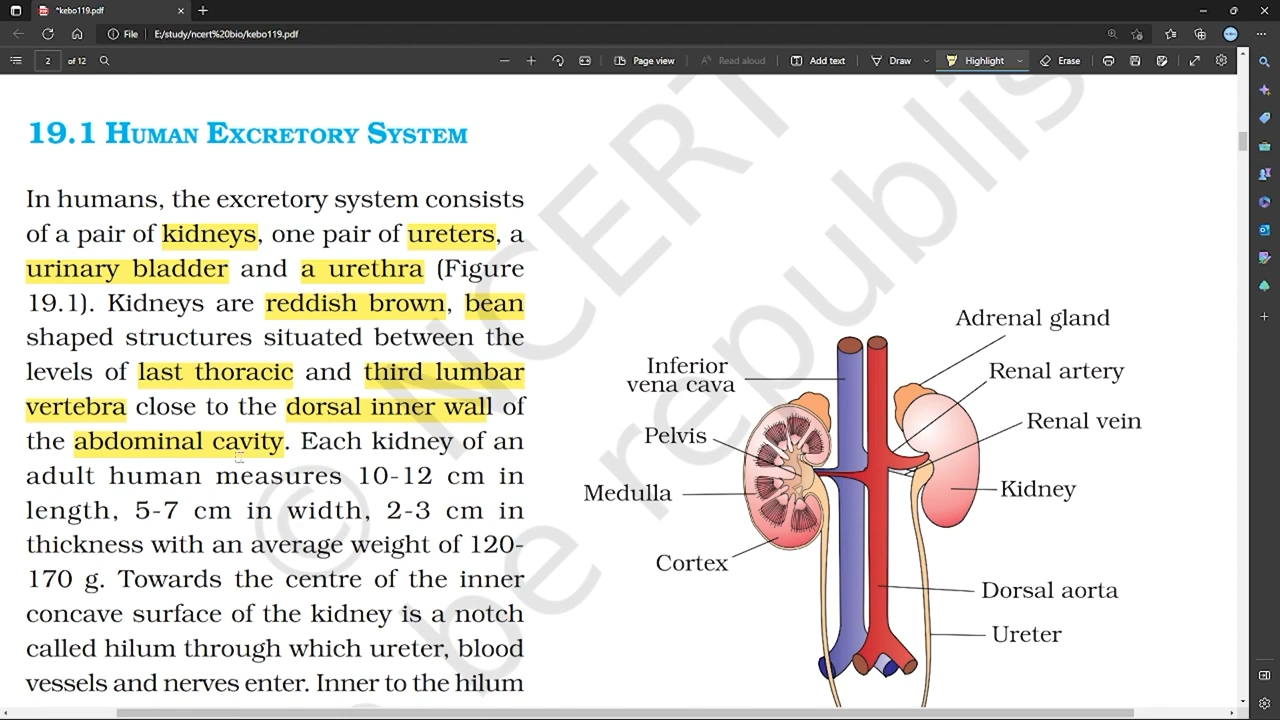 *kebo119.pdf
File
E:/study/ncert%20bio/kebo119.pdf
2 of 12
Page view
Read aloud
Add text
Draw
Highlight
Erase
19.1 HUMAN EXCRETORY SYSTEM
In humans, the excretory system consists
of a pair of kidneys, one pair of ureters, a
urinary bladder and a urethra (Figure
19.1). Kidneys are reddish brown, bean
shaped structures situated between the
levels of last thoracic and third lumbar
vertebra close to the dorsal inner wall of
the abdominal cavity. Each kidney of an
adult human measures 10-12 cm in
length, 5-7 cm in width, 2-3 cm in
thickness with an average weight of 120-
170 g. Towards the centre of the inner
concave surface of the kidney is a notch
called hilum through which ureter, blood
vessels and nerves enter. Inner to the hilum
Adrenal gland
Inferior
vena cava
Renal artery
Renal vein
Pelvis
Medulla
Kidney
Cortex
Dorsal aorta
Ureter
© NCERT
be republis